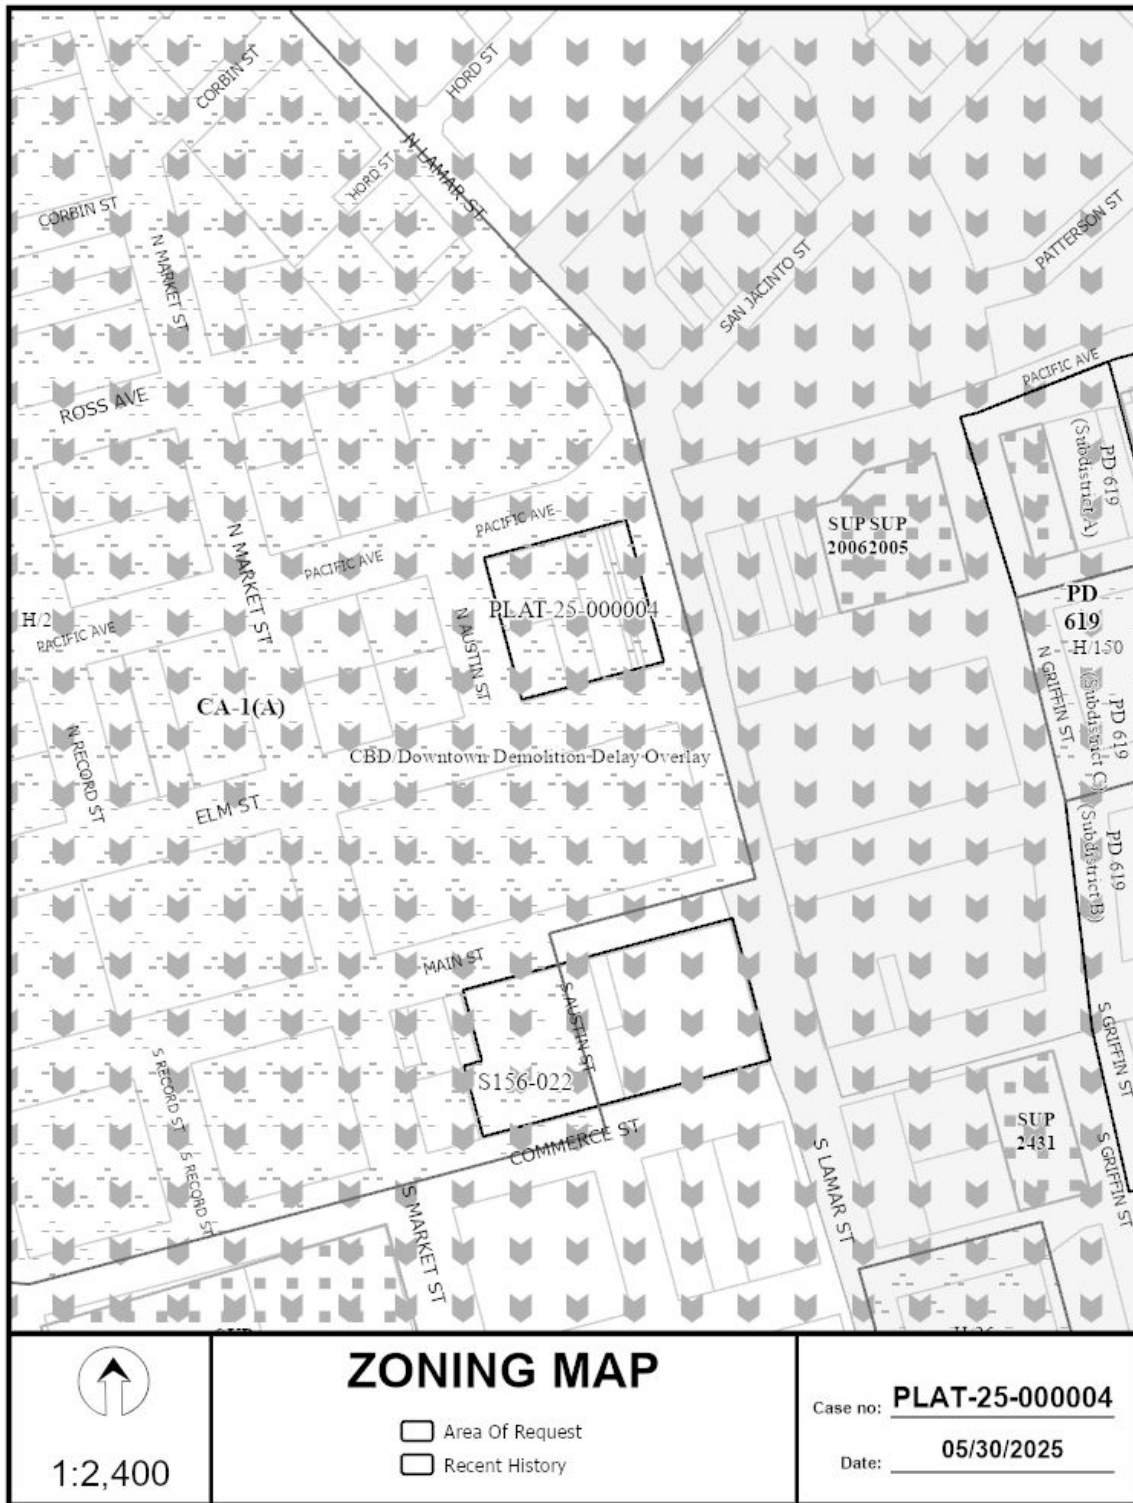 CORBIN ST
HORD ST
N LAMAR ST
HORD ST
CORBIN ST
N MARKET ST
PATTERSON ST
SAN JACINTO ST
PACIFIC AVE
ROSS AVE
PD 619
(Subdistrict A)
PACIFIC AVE
SUP SUP
20062005
N MARKET ST
PACIFIC AVE
PD
619
H/150
PLAT-25-000004
H/2
PACIFIC AVE
N AUSTIN ST
N GRIFFIN ST
CA-1(A)
PD 619
(Subdistrict C)
N RECORD ST
CBD/Downtown Demolition Delay Overlay
ELM ST
PD 619
(Subdistrict B)
MAIN ST
S AUSTIN ST
S156-022
S GRIFFIN ST
S RECORD ST
SUP
2431
COMMERCE ST
S RECORD ST
S LAMAR ST
S GRIFFIN ST
S MARKET ST
1:2,400
ZONING MAP
Area Of Request
Recent History
Case no: PLAT-25-000004
Date: 05/30/2025